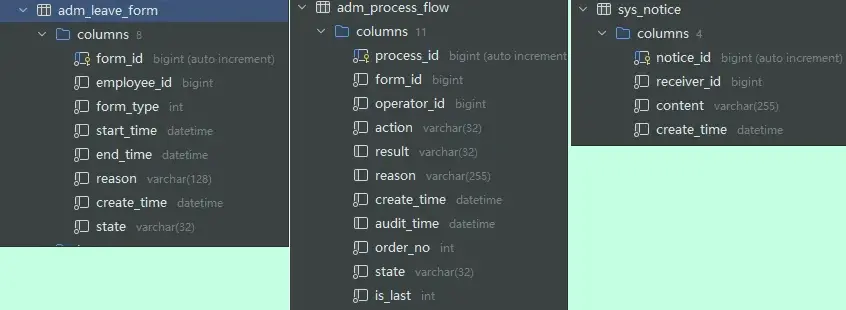 adm_leave_form
columns 8
form_id bigint (auto increment)
employee_id bigint
form_type int
start_time datetime
end_time datetime
reason varchar(128)
create_time datetime
state varchar(32)
adm_process_flow
columns 11
process_id bigint (auto increment)
form_id bigint
operator_id bigint
action varchar(32)
result varchar(32)
reason varchar(255)
create_time datetime
audit_time datetime
order_no int
state varchar(32)
is_last int
sys_notice
columns 4
notice_id bigint (auto increment)
receiver_id bigint
content varchar(255)
create_time datetime